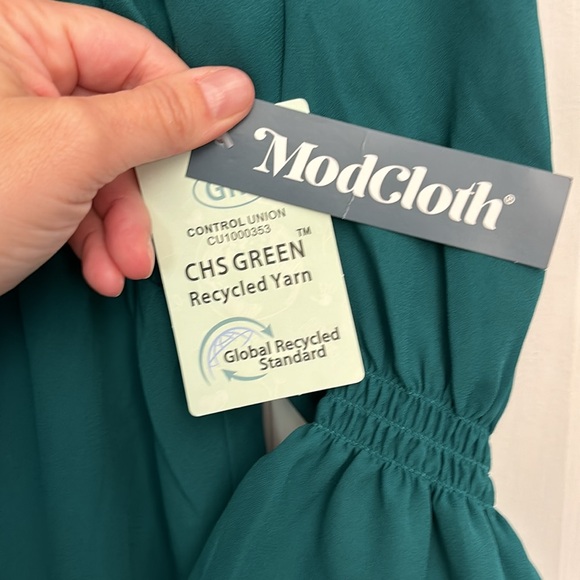 ModCloth®
CONTROL UNION
CU1000353
CHS GREEN™
Recycled Yarn
Global Recycled
Standard